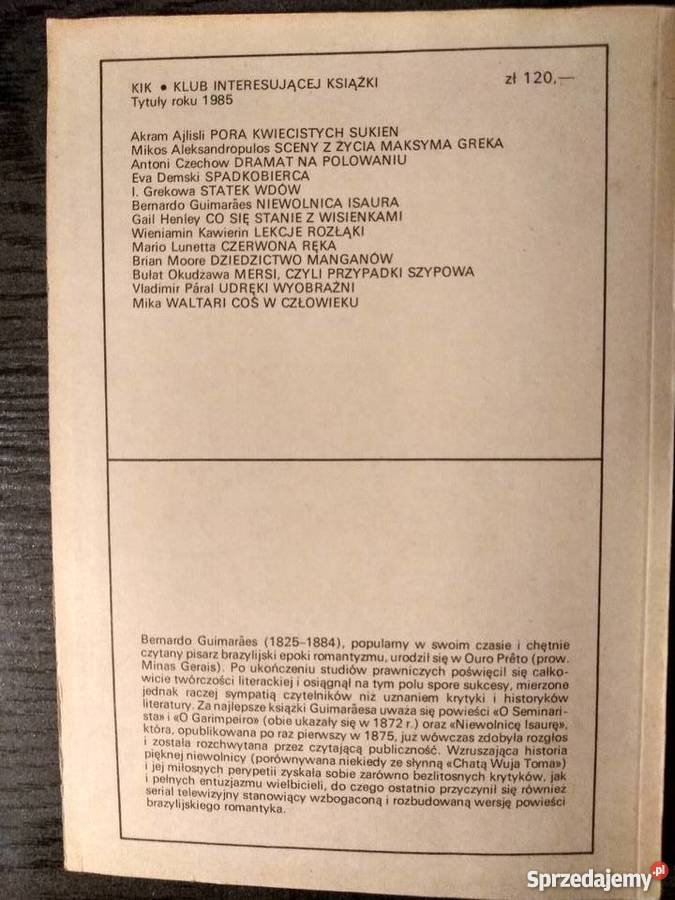 KIK • KLUB INTERESUJĄCEJ KSIĄŻKI
zł 120,—
Tytuły roku 1985
Akram Ajlisli PORA KWIECISTYCH SUKIEN
Mikos Aleksandropulos SCENY Z ŻYCIA MAKSYMA GREKA
Antoni Czechow DRAMAT NA POLOWANIU
Eva Demski SPADKOBIERCA
I. Grekowa STATEK WDÓW
Bernardo Guimarães NIEWOLNICA ISAURA
Gail Henley CO SIĘ STANIE Z WISIENKAMI
Wieniamin Kawierin LEKCJE ROZŁĄKI
Mario Lunetta CZERWONA RĘKA
Brian Moore DZIEDZICTWO MANGANÓW
Bułat Okudzawa MERSI, CZYLI PRZYPADKI SZYPOWA
Vladimir Páral UDRĘKI WYOBRAŹNI
Mika WALTARI COŚ W CZŁOWIEKU
Bernardo Guimarães (1825–1884), popularny w swoim czasie i chętnie
czytany pisarz brazylijski epoki romantyzmu, urodził się w Ouro Prêto (prow.
Minas Gerais). Po ukończeniu studiów prawniczych poświęcił się całko-
wicie twórczości literackiej i osiągnął na tym polu spore sukcesy, mierzone
jednak raczej sympatią czytelników niż uznaniem krytyki i historyków
literatury. Za najlepsze książki Guimarãesa uważa się powieści «O Seminari-
sta» i «O Garimpeiro» (obie ukazały się w 1872 r.) oraz «Niewolnicę Isaurę»,
która, opublikowana po raz pierwszy w 1875, już wówczas zdobyła rozgłos
i została rozchwytana przez czytającą publiczność. Wzruszająca historia
pięknej niewolnicy (porównywana niekiedy ze słynną «Chatą Wuja Toma»)
i jej miłosnych perypetii zyskała sobie zarówno bezlitosnych krytyków, jak
i pełnych entuzjazmu wielbicieli, do czego ostatnio przyczynił się również
serial telewizyjny stanowiący wzbogaconą i rozbudowaną wersję powieści
brazylijskiego romantyka.
Sprzedajemy.pl